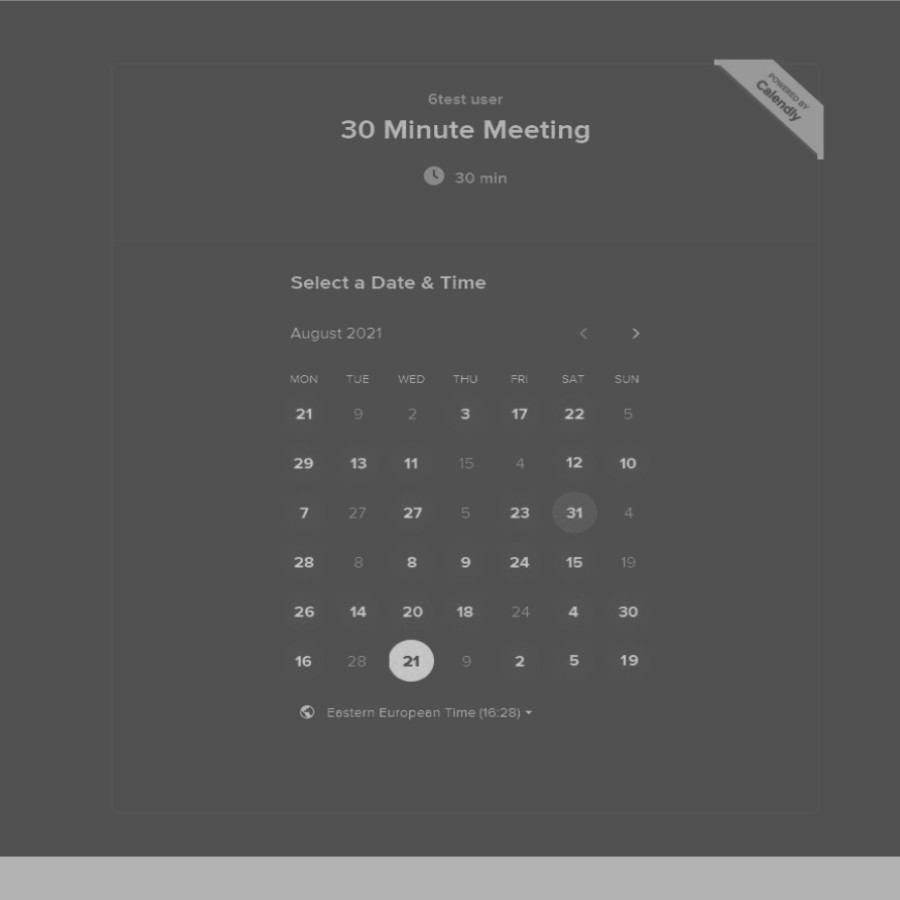 POWERED BY
Calendly
6test user
30 Minute Meeting
30 min
Select a Date & Time
August 2021
MON TUE WED THU FRI SAT SUN
21 9 2 3 17 22 5
29 13 11 15 4 12 10
7 27 27 5 23 31 4
28 8 8 9 24 15 19
26 14 20 18 24 4 30
16 28 21 9 2 5 19
Eastern European Time (16:28)